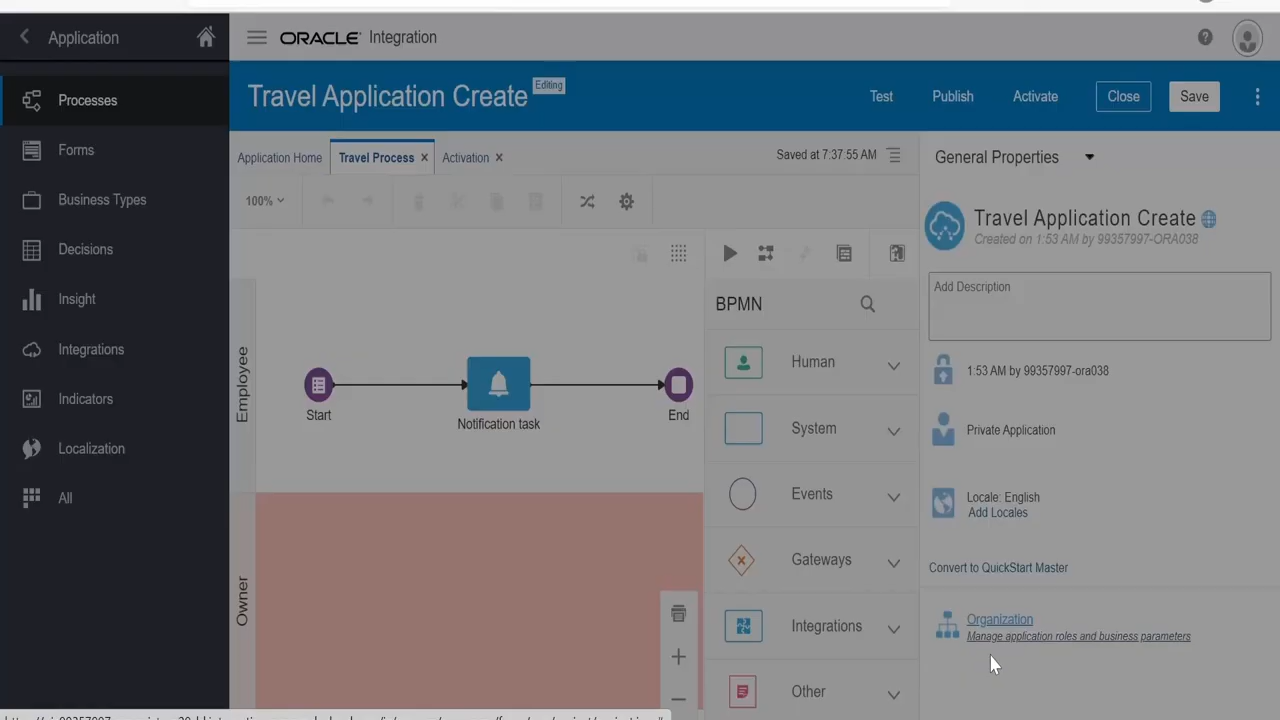 Application
ORACLE Integration
Travel Application Create
Editing
Test
Publish
Activate
Close
Save
Processes
Forms
Business Types
Decisions
Insight
Integrations
Indicators
Localization
All
Application Home
Travel Process
Activation
Saved at 7:37:55 AM
100%
Employee
Start
Notification task
End
Owner
BPMN
Human
System
Events
Gateways
Integrations
Other
General Properties
Travel Application Create
Created on 1:53 AM by 99357997-ORA038
Add Description
1:53 AM by 99357997-ora038
Private Application
Locale: English
Add Locales
Convert to QuickStart Master
Organization
Manage application roles and business parameters